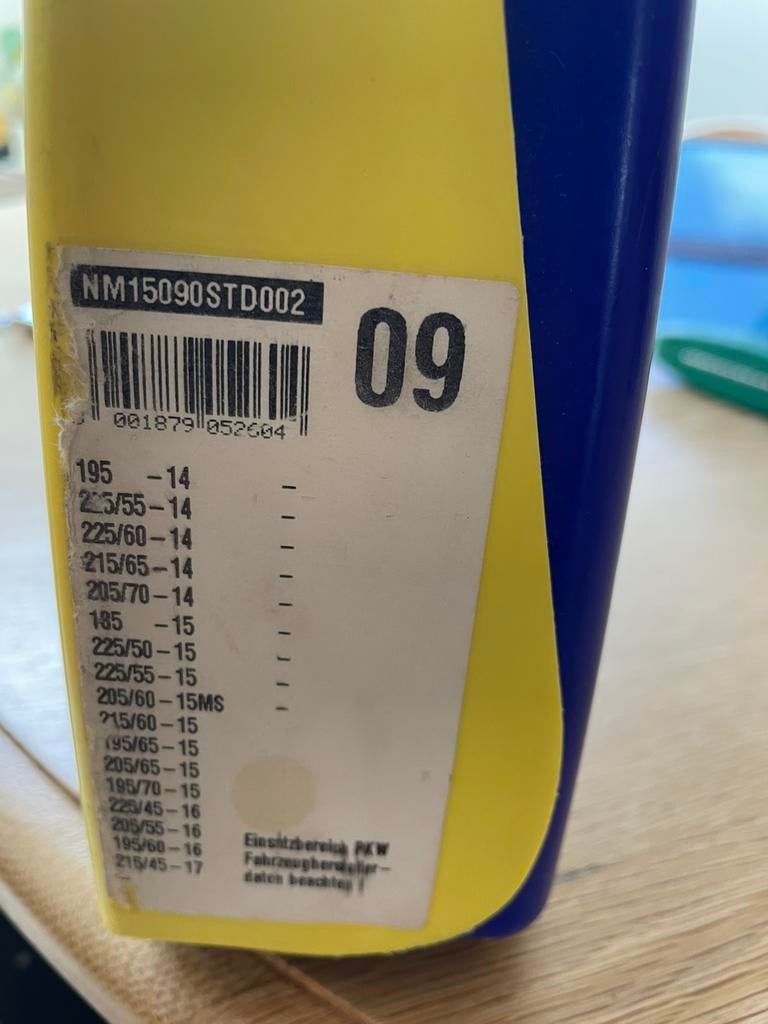 NM15090STD002
09
001879 052604
195 -14 -
225/55-14 -
225/60-14 -
215/65-14 -
205/70-14 -
185 -15 -
225/50-15 -
225/55-15 -
205/60-15MS -
215/60-15
195/65-15
205/65-15
195/70-15
225/45-16
205/55-16
195/60-16
215/45-17
Einsatzbereich PKW
Fahrzeughersteller-
daten beachten !